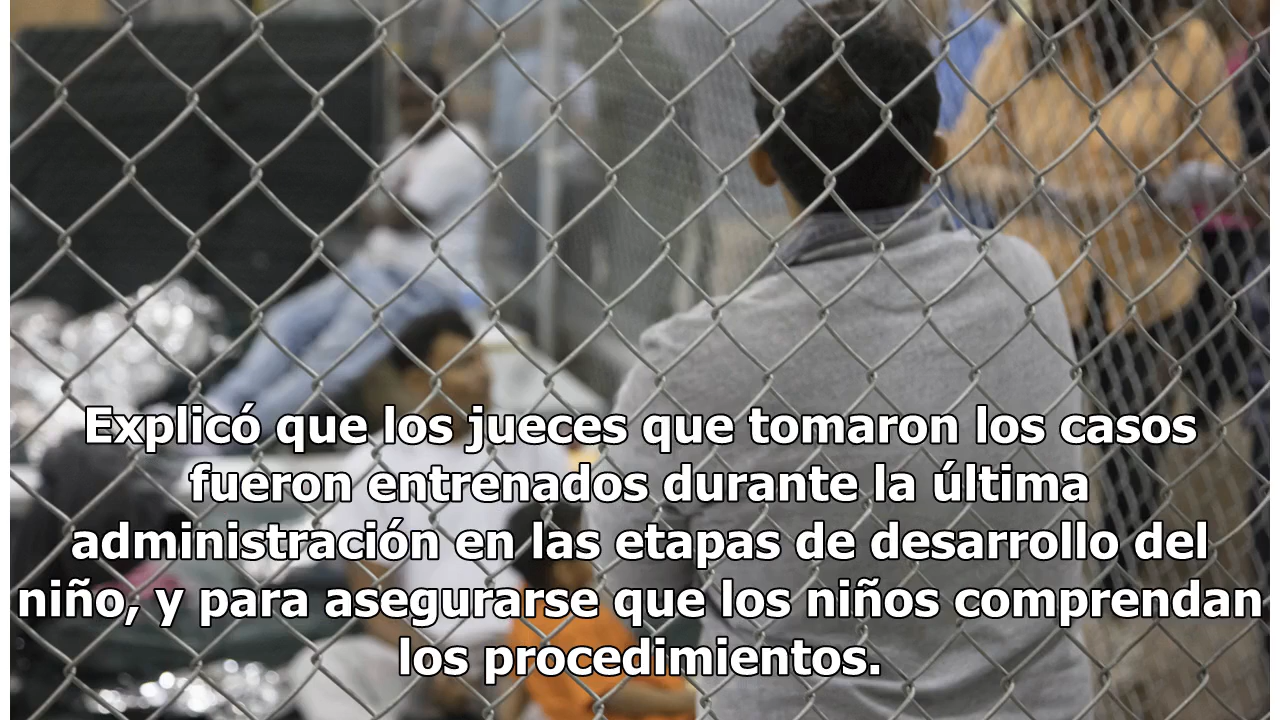 Explicó que los jueces que tomaron los casos
fueron entrenados durante la última
administración en las etapas de desarrollo del
niño, y para asegurarse que los niños comprendan
los procedimientos.